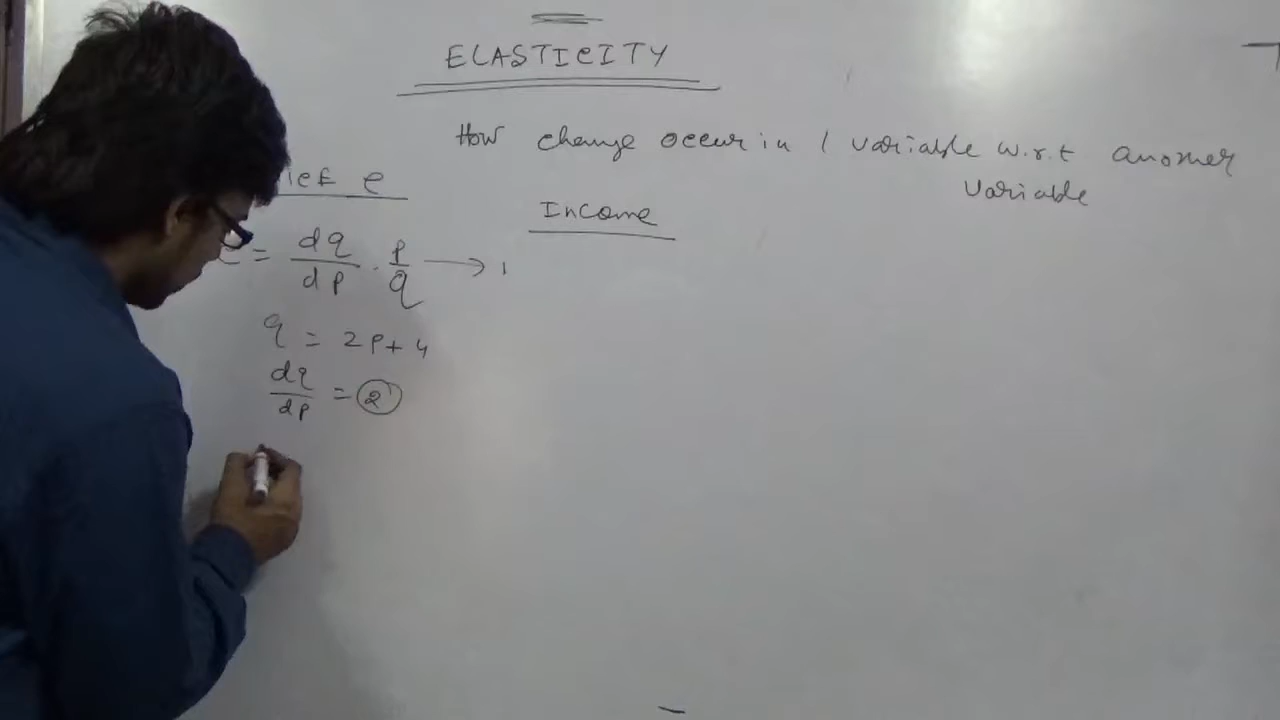 ELASTICITY
How change occur in 1 variable w.r.t another
variable
e
Income
e = dq/dp . p/q → 1
q = 2p+4
dq/dp = 2